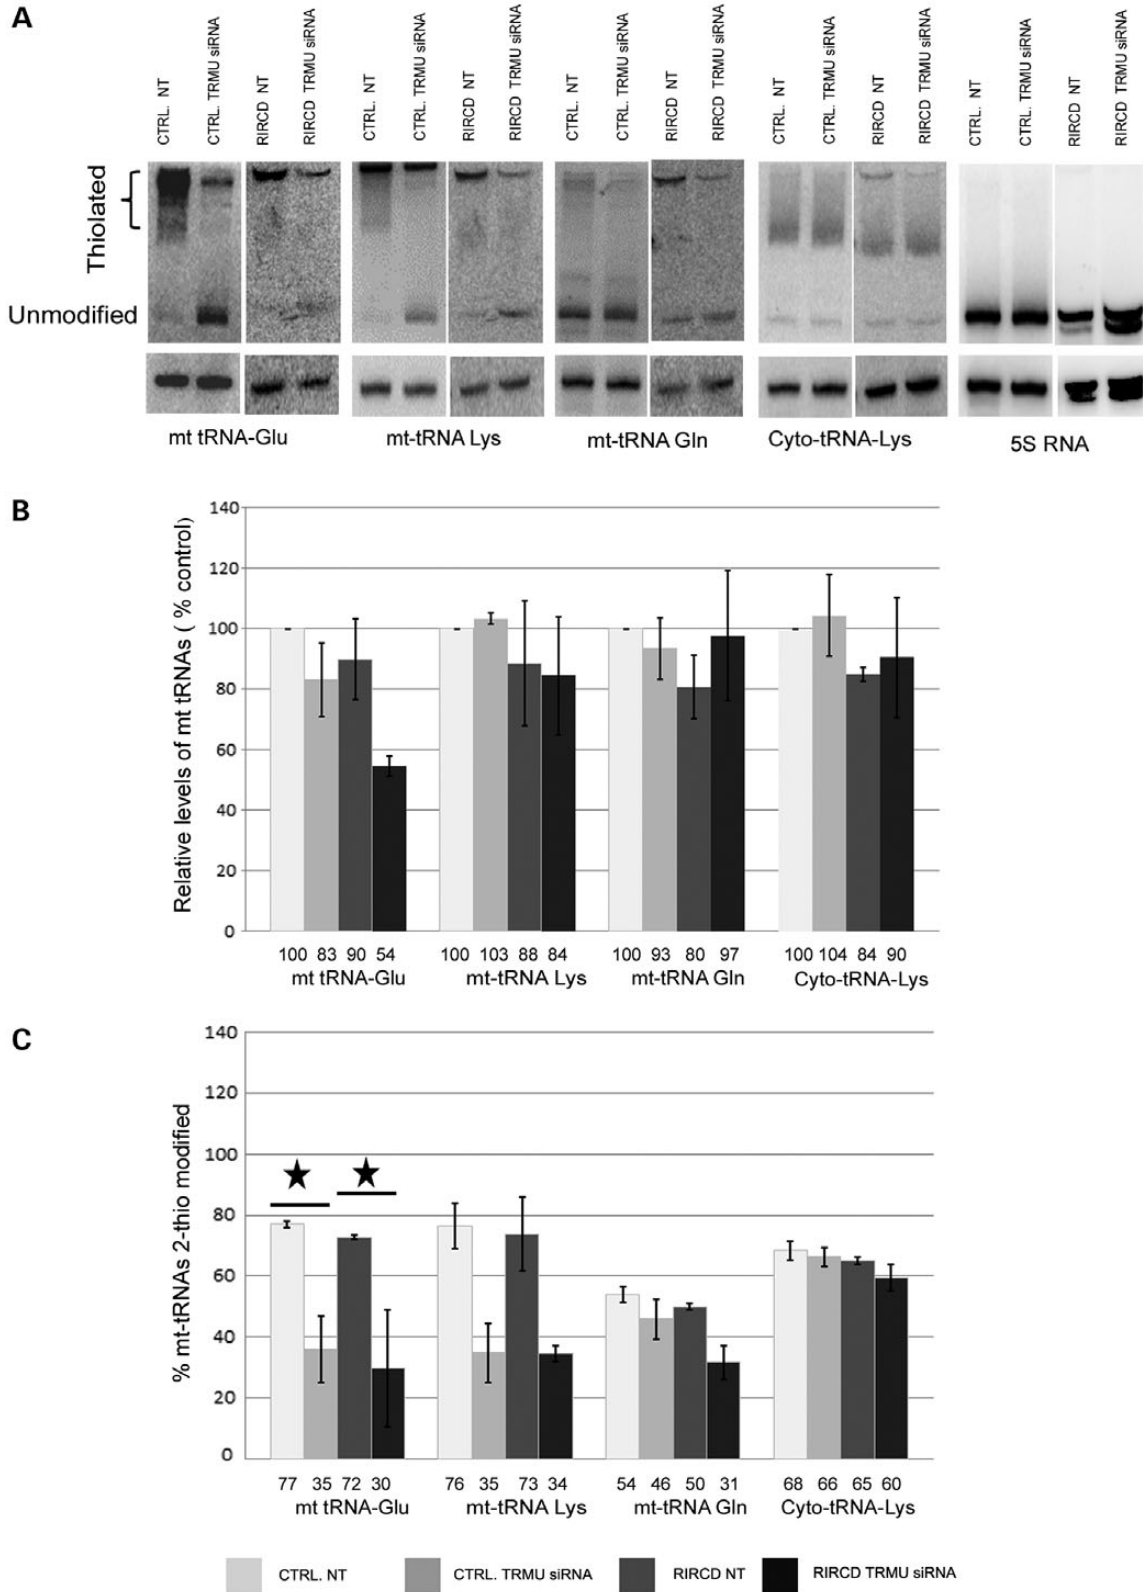 A
CTRL. NT
CTRL. TRMU siRNA
RIRCD NT
RIRCD TRMU siRNA
CTRL. NT
CTRL. TRMU siRNA
RIRCD NT
RIRCD TRMU siRNA
CTRL. NT
CTRL. TRMU siRNA
RIRCD NT
RIRCD TRMU siRNA
CTRL. NT
CTRL. TRMU siRNA
RIRCD NT
RIRCD TRMU siRNA
CTRL. NT
CTRL. TRMU siRNA
RIRCD NT
RIRCD TRMU siRNA
Thiolated
Unmodified
mt tRNA-Glu mt-tRNA Lys mt-tRNA Gln Cyto-tRNA-Lys 5S RNA
B
Relative levels of mt tRNAs ( % control)
140
120
100
80
60
40
20
0
100 83 90 54 100 103 88 84 100 93 80 97 100 104 84 90
mt tRNA-Glu mt-tRNA Lys mt-tRNA Gln Cyto-tRNA-Lys
C
% mt-tRNAs 2-thio modified
140
120
100
80
60
40
20
0
77 35 72 30 76 35 73 34 54 46 50 31 68 66 65 60
mt tRNA-Glu mt-tRNA Lys mt-tRNA Gln Cyto-tRNA-Lys
CTRL. NT CTRL. TRMU siRNA RIRCD NT RIRCD TRMU siRNA